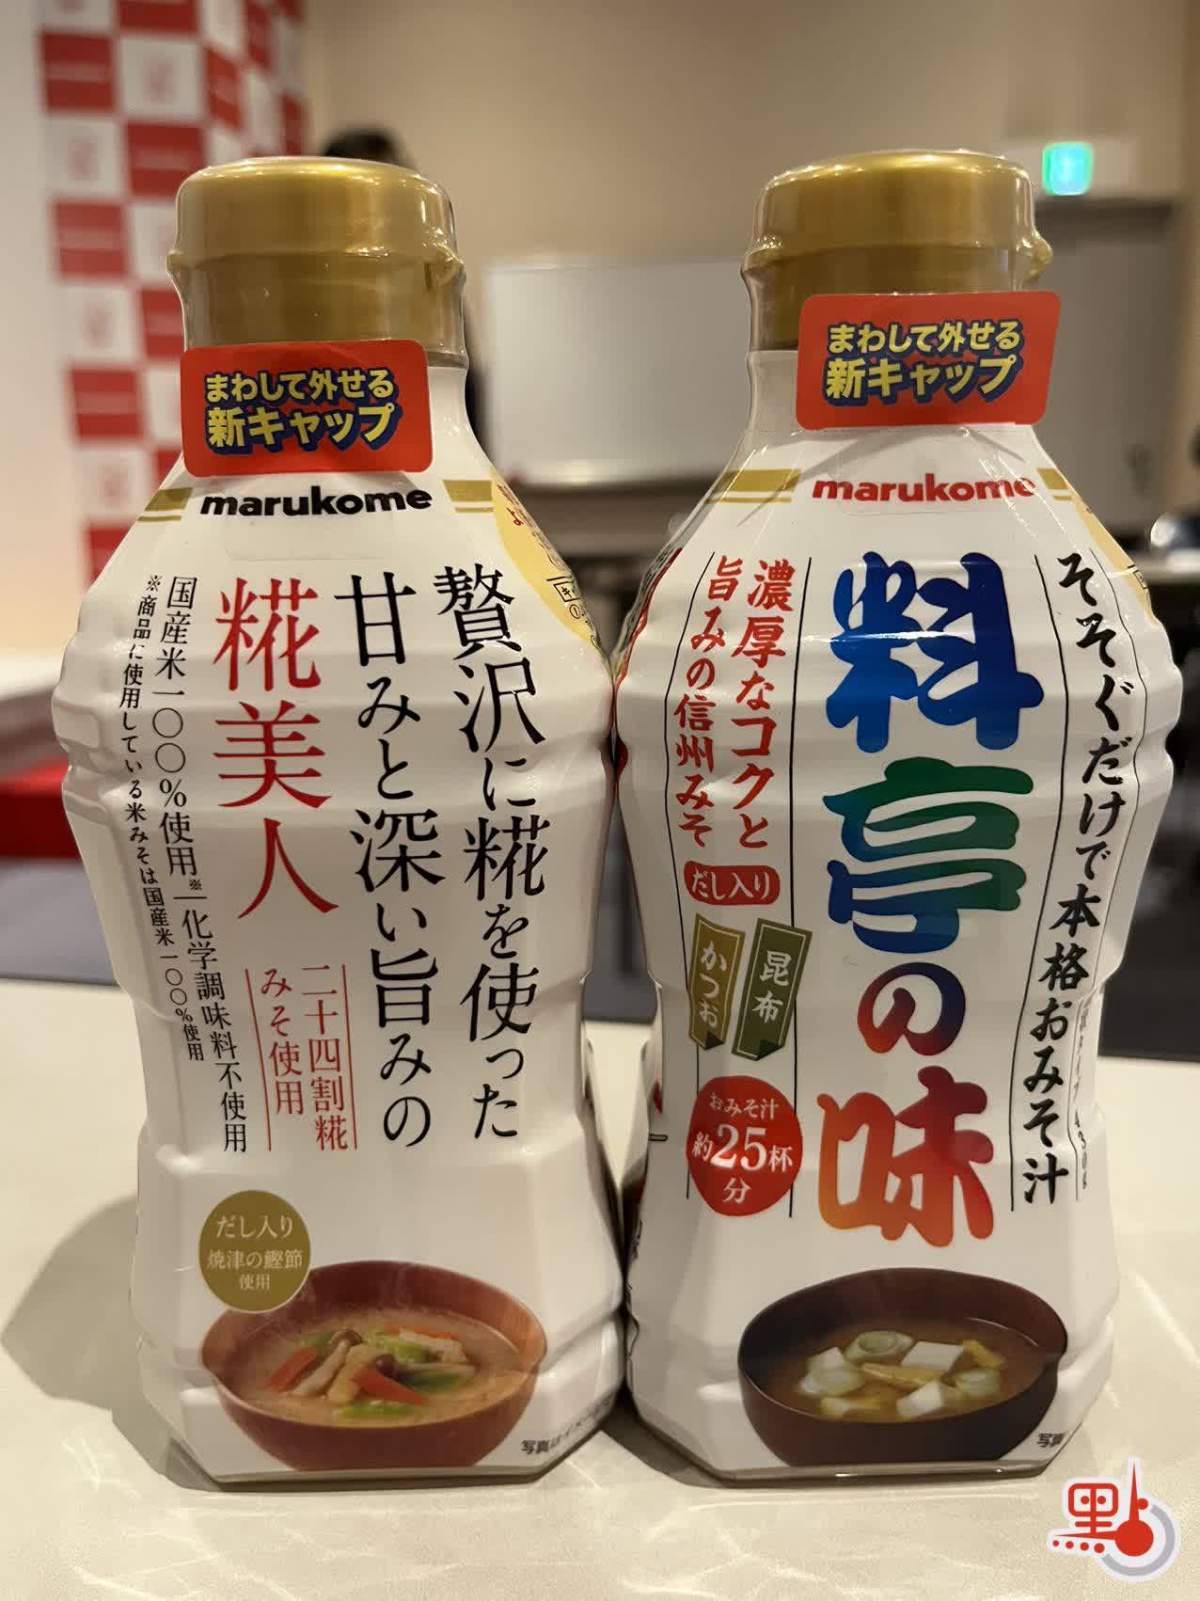 まわして外せる
新キャップ
marukome
贅沢に糀を使った
甘みと深い旨みの
糀美人
二十四割糀
みそ使用
国産米一〇〇%使用※
化学調味料不使用
※商品に使用している米みそは国産米一〇〇%使用
だし入り
焼津の鰹節
使用
まわして外せる
新キャップ
marukome
そそぐだけで本格おみそ汁
料亭の味
濃厚なコクと
旨みの信州みそ
だし入り
昆布
かつお
おみそ汁
約25杯
分
写真
點